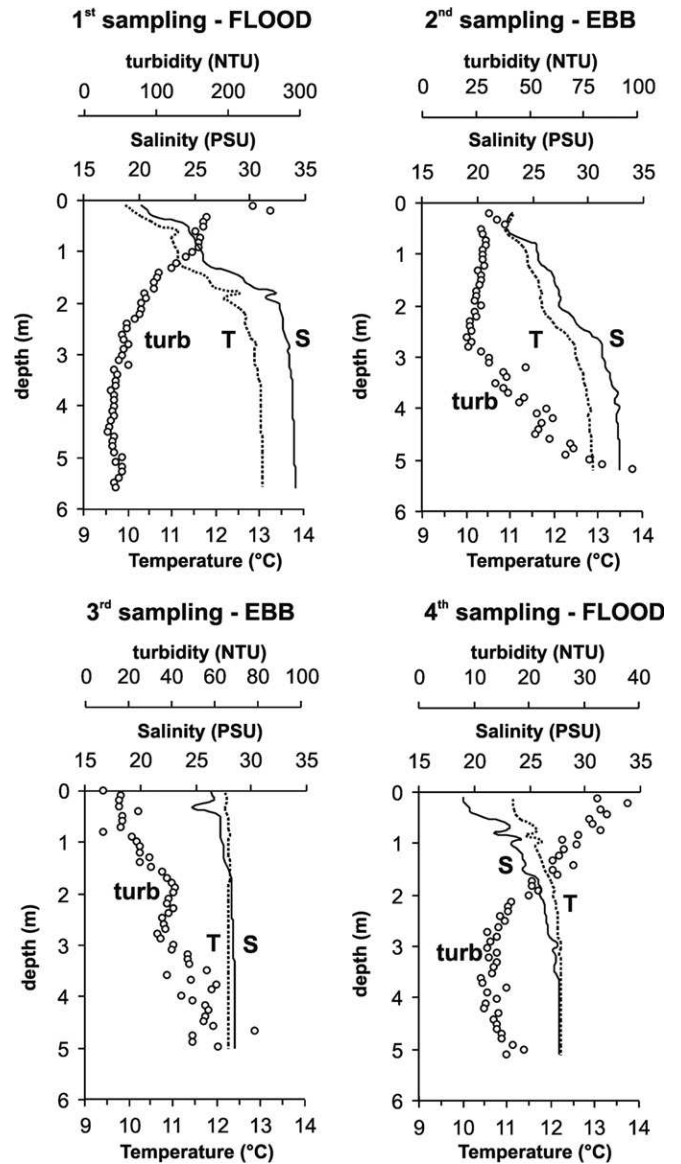 1st sampling - FLOOD
turbidity (NTU)
0 100 200 300
Salinity (PSU)
15 20 25 30 35
0
1
2
3
4
5
6
depth (m)
turb
T
S
9 10 11 12 13 14
Temperature (°C)
2nd sampling - EBB
turbidity (NTU)
0 25 50 75 100
Salinity (PSU)
15 20 25 30 35
0
1
2
3
4
5
6
depth (m)
T
S
turb
9 10 11 12 13 14
Temperature (°C)
3rd sampling - EBB
turbidity (NTU)
0 20 40 60 80 100
Salinity (PSU)
15 20 25 30 35
0
1
2
3
4
5
6
depth (m)
turb
T
S
9 10 11 12 13 14
Temperature (°C)
4th sampling - FLOOD
turbidity (NTU)
0 10 20 30 40
Salinity (PSU)
15 20 25 30 35
0
1
2
3
4
5
6
depth (m)
S
T
turb
9 10 11 12 13 14
Temperature (°C)